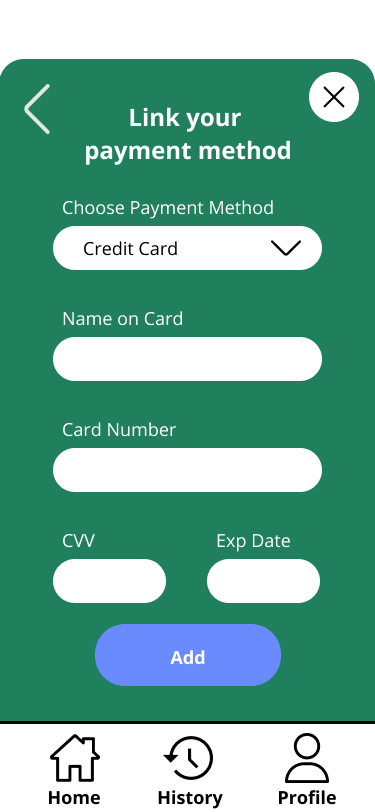 Link your
payment method
Choose Payment Method
Credit Card
Name on Card
Card Number
CVV Exp Date
Add
Home History Profile